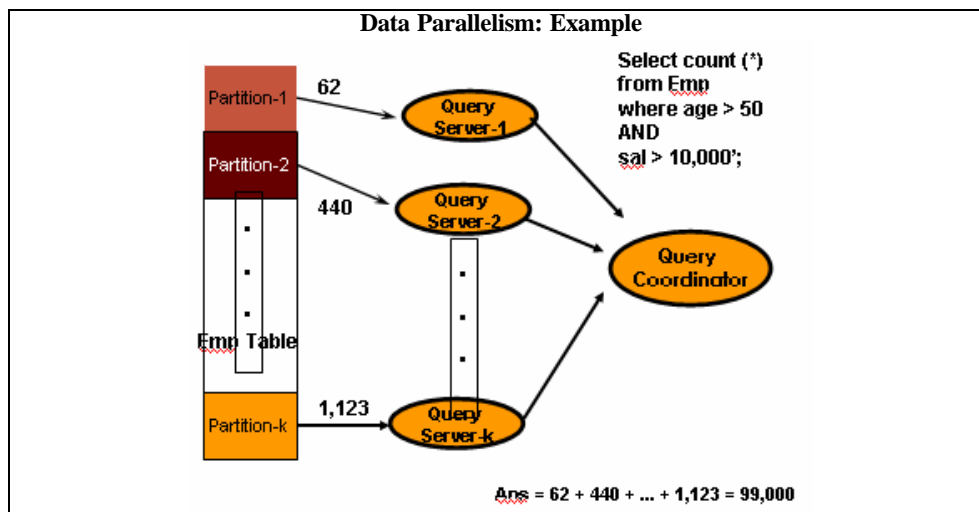 Data Parallelism: Example
Partition-1
62
Query
Server-1
Select count (*)
from Emp
where age > 50
AND
sal > 10,000';
Partition-2
440
Query
Server-2
Query
Coordinator
Emp Table
Partition-k
1,123
Query
Server-k
Ans = 62 + 440 + ... + 1,123 = 99,000